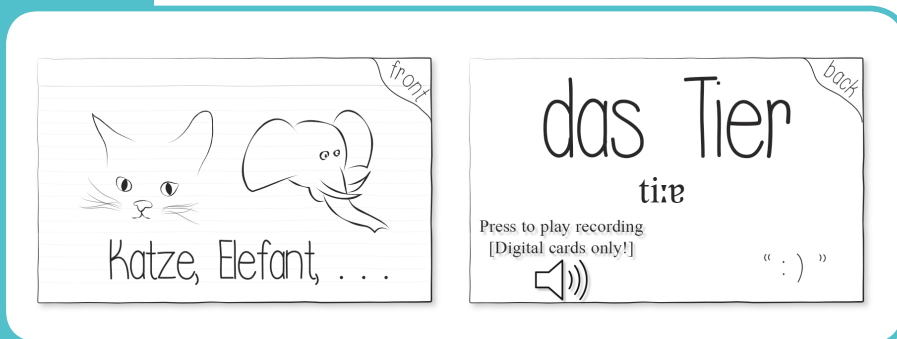 front
Katze, Elefant, . . .
back
das Tier
tiːɐ
Press to play recording
[Digital cards only!]
“ : ) ”